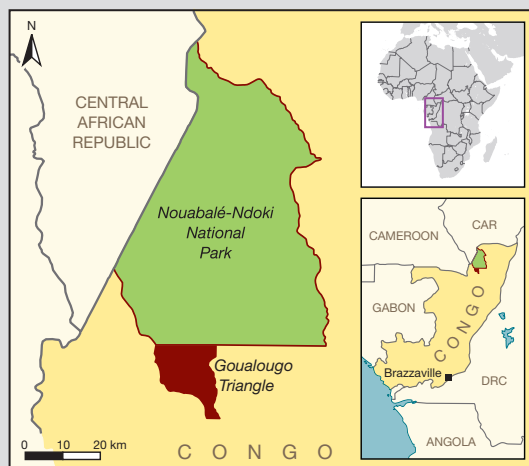 N
CENTRAL
AFRICAN
REPUBLIC
Nouabalé-Ndoki
National
Park
Goualougo
Triangle
0 10 20 km
CONGO
CAMEROON
CAR
GABON
CONGO
Brazzaville
DRC
ANGOLA